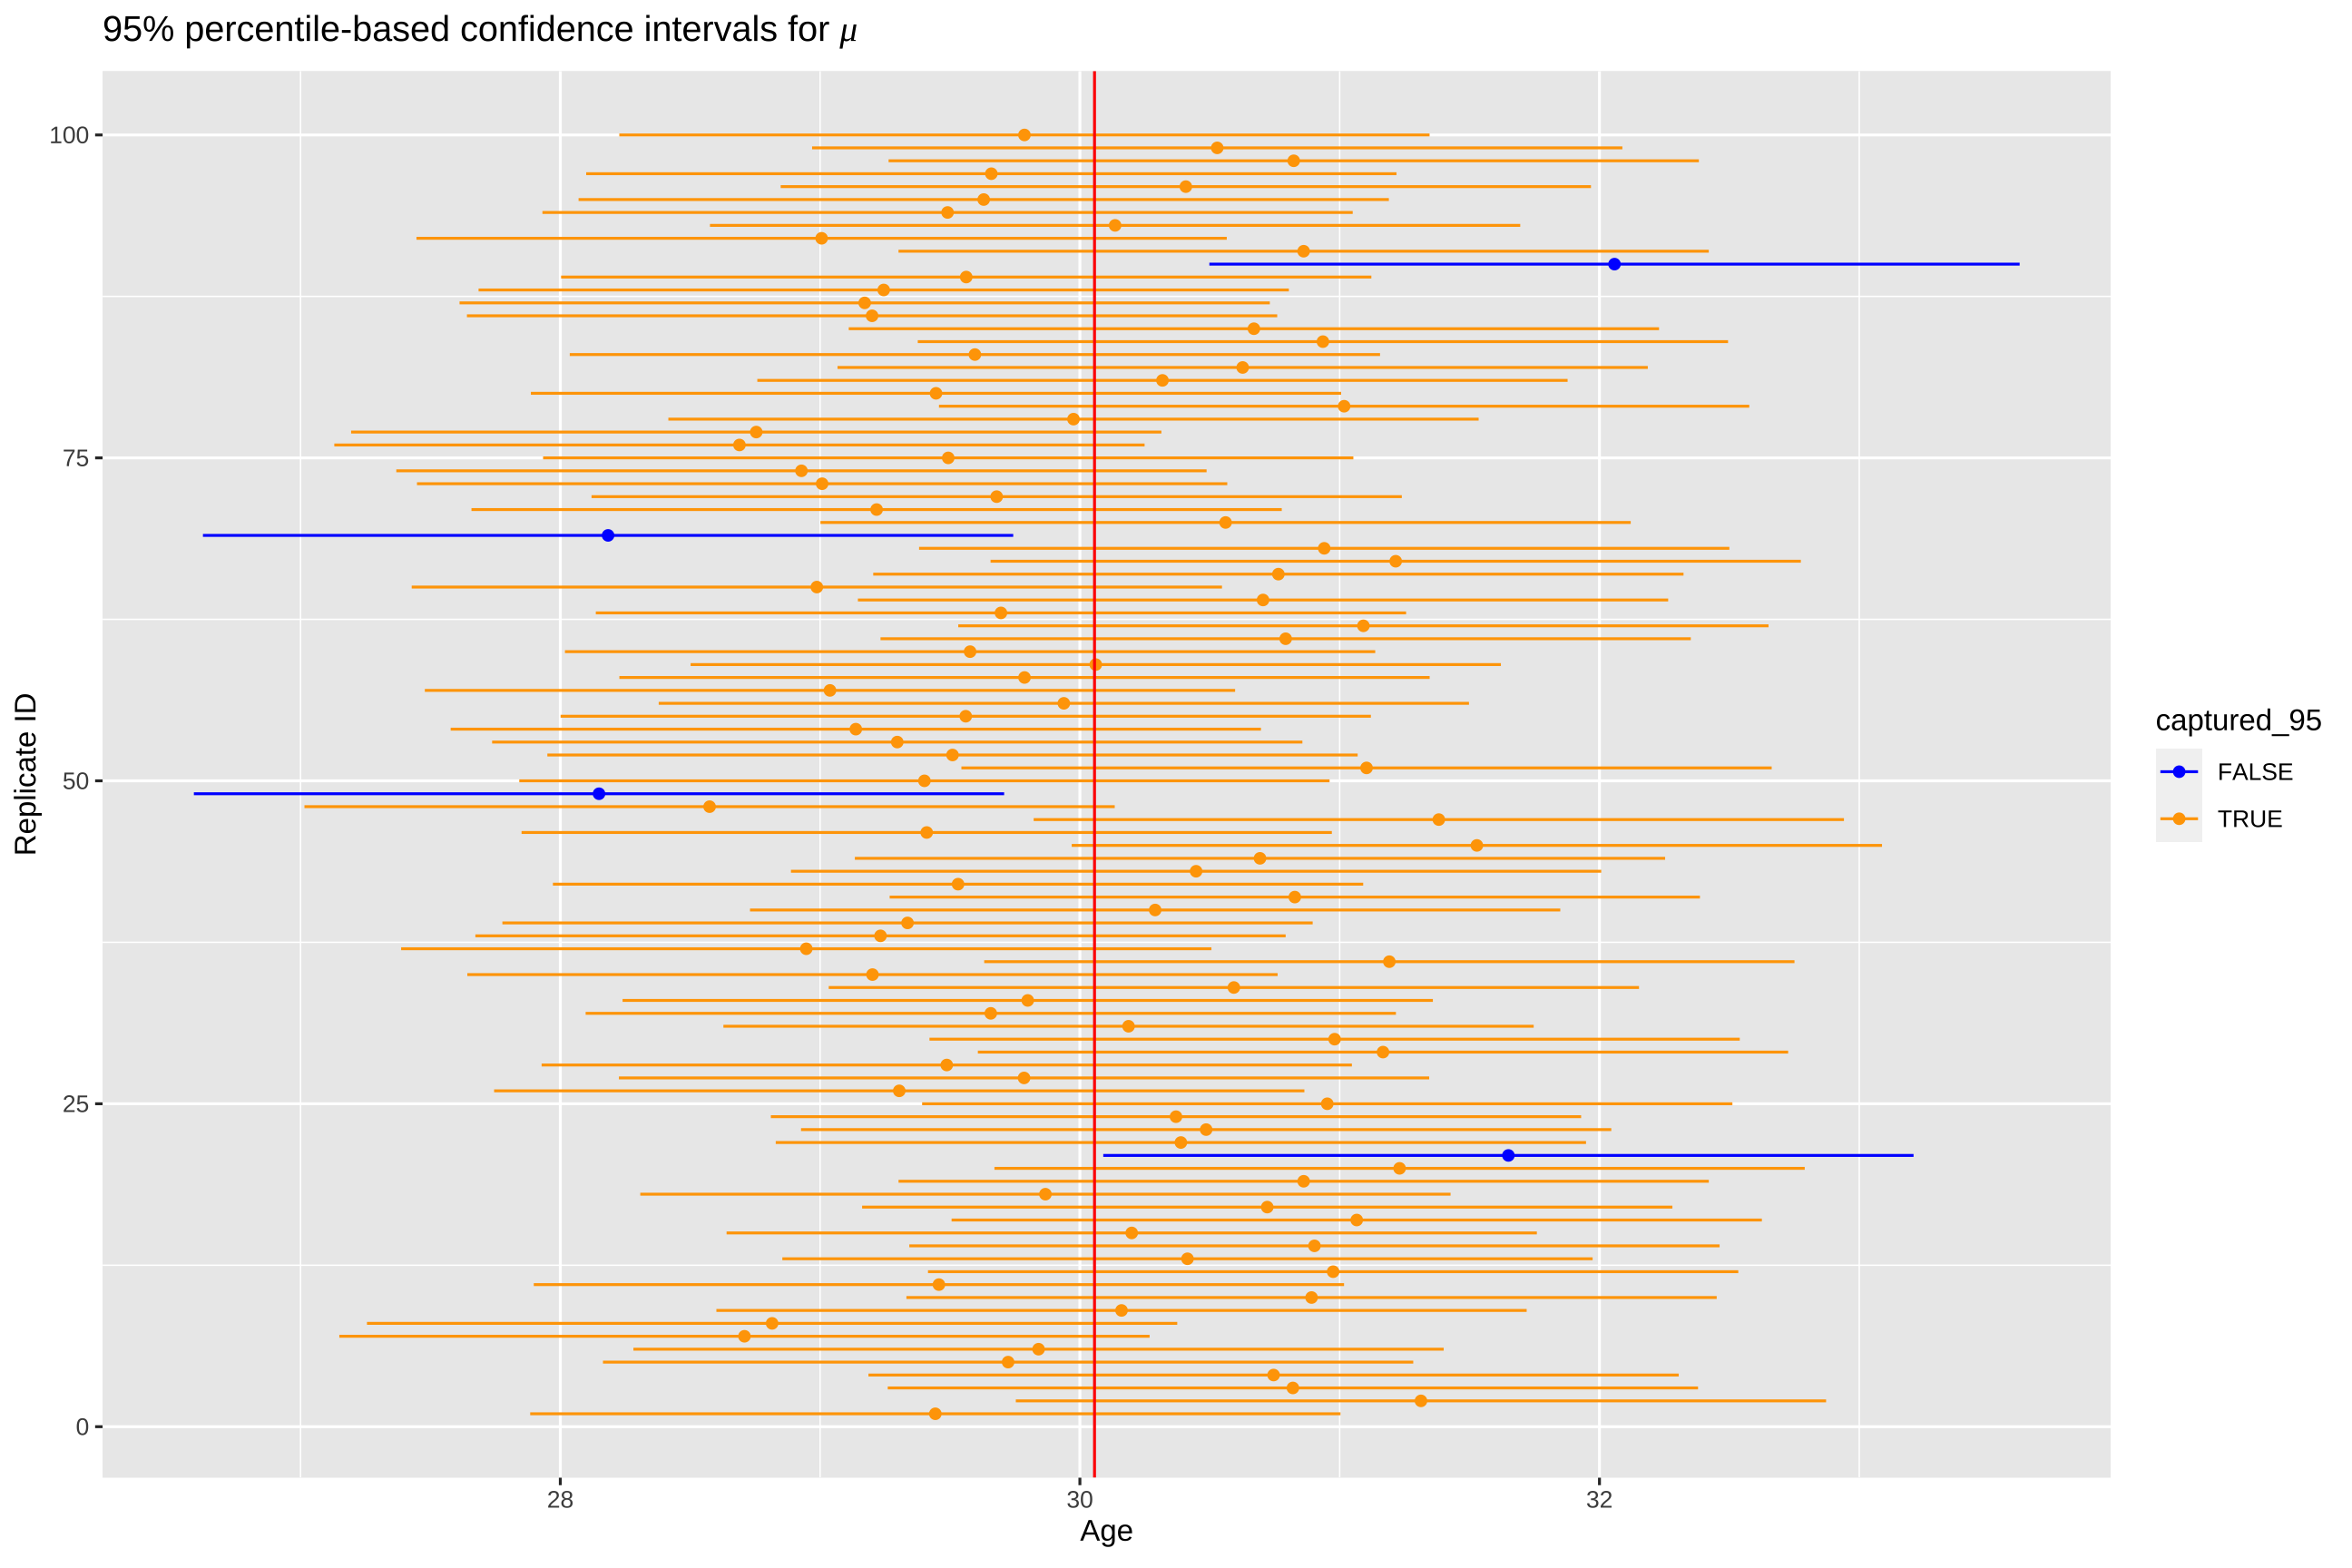 95% percentile-based confidence intervals for μ
100
75
50
25
0
Replicate ID
28 30 32
Age
captured_95
FALSE
TRUE